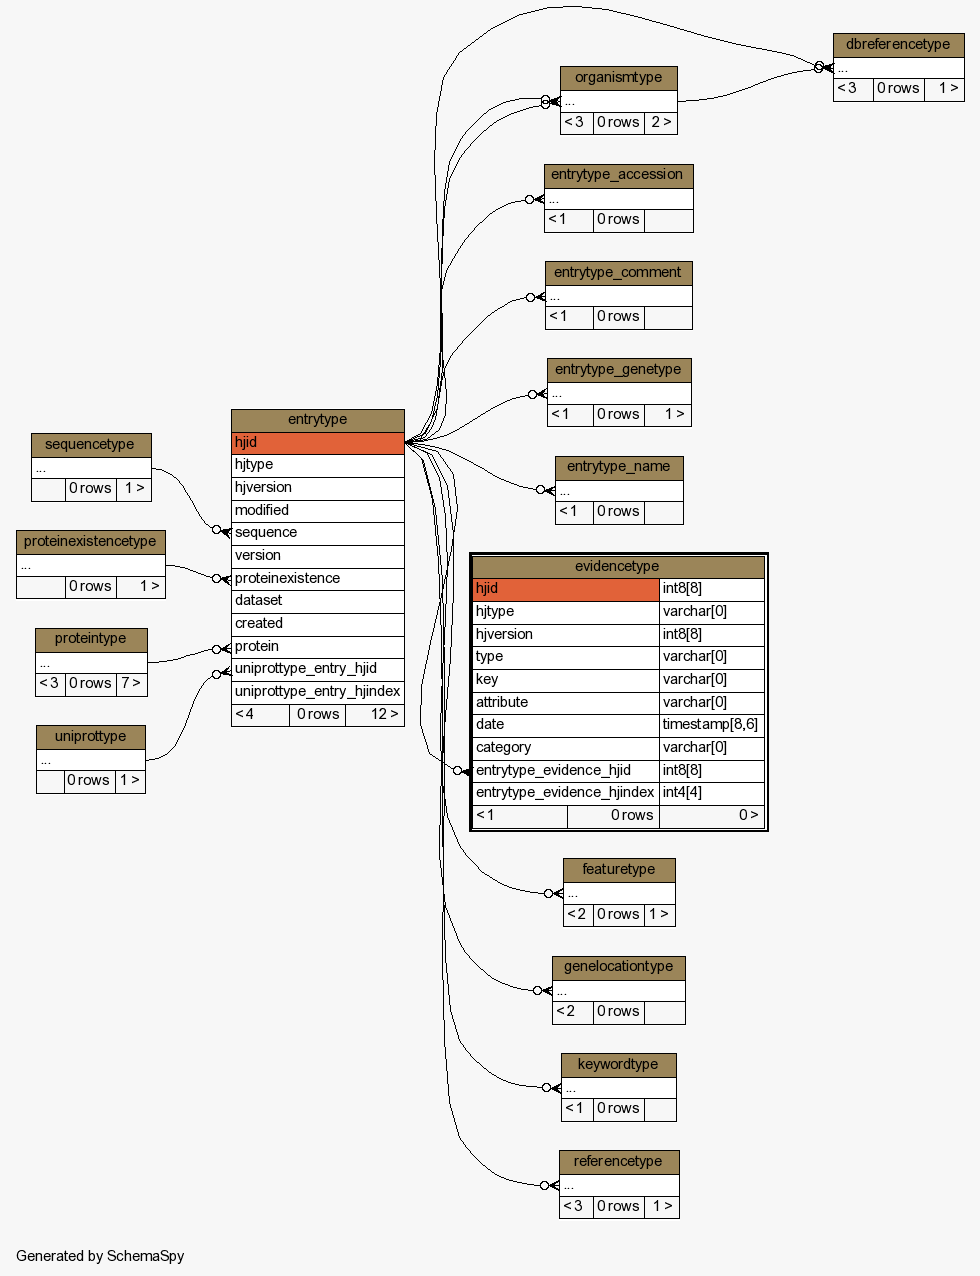 dbreferencetype
...
< 3 0 rows 1 >
organismtype
...
< 3 0 rows 2 >
entrytype_accession
...
< 1 0 rows
entrytype_comment
...
< 1 0 rows
entrytype_genetype
...
< 1 0 rows 1 >
entrytype_name
...
< 1 0 rows
sequencetype
...
0 rows 1 >
proteinexistencetype
...
0 rows 1 >
proteintype
...
< 3 0 rows 7 >
uniprottype
...
0 rows 1 >
entrytype
hjid
hjtype
hjversion
modified
sequence
version
proteinexistence
dataset
created
protein
uniprottype_entry_hjid
uniprottype_entry_hjindex
< 4 0 rows 12 >
evidencetype
hjid int8[8]
hjtype varchar[0]
hjversion int8[8]
type varchar[0]
key varchar[0]
attribute varchar[0]
date timestamp[8,6]
category varchar[0]
entrytype_evidence_hjid int8[8]
entrytype_evidence_hjindex int4[4]
< 1 0 rows 0 >
featuretype
...
< 2 0 rows 1 >
genelocationtype
...
< 2 0 rows
keywordtype
...
< 1 0 rows
referencetype
...
< 3 0 rows 1 >
Generated by SchemaSpy